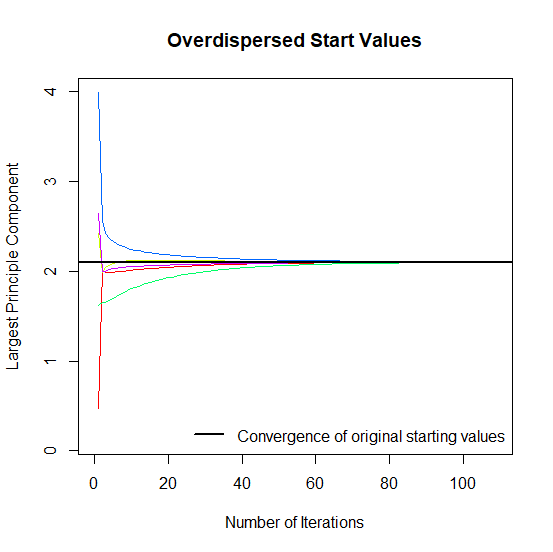 Overdispersed Start Values
Largest Principle Component
4
3
2
1
0
0 20 40 60 80 100
Convergence of original starting values
Number of Iterations